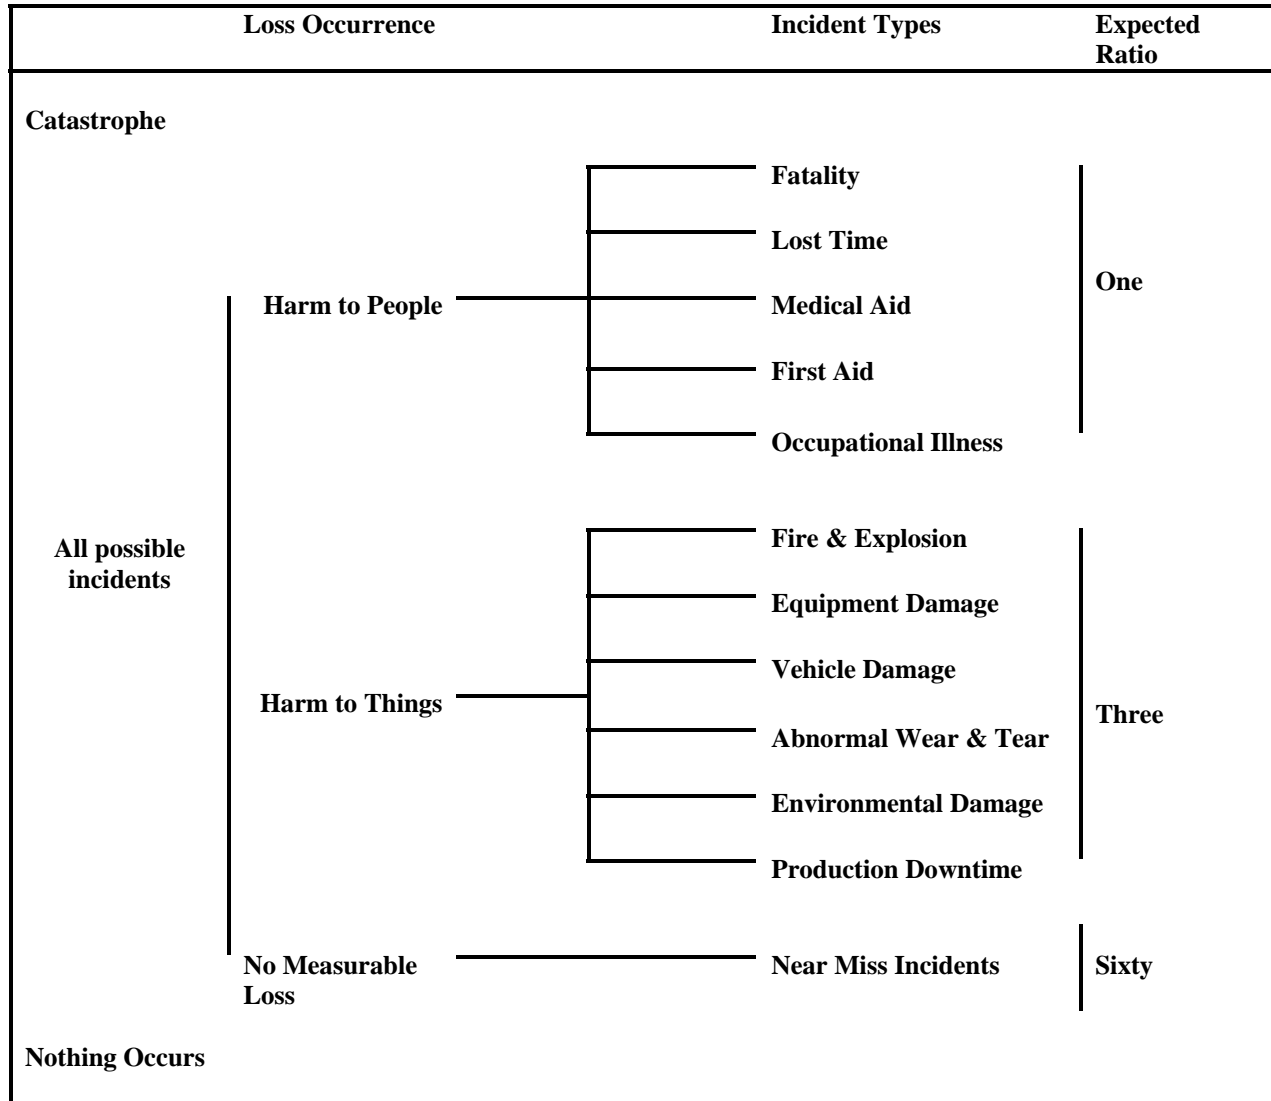 Loss Occurrence
Incident Types
Expected
Ratio
Catastrophe
Fatality
Lost Time
One
Harm to People
Medical Aid
First Aid
Occupational Illness
Fire & Explosion
All possible
incidents
Equipment Damage
Vehicle Damage
Harm to Things
Three
Abnormal Wear & Tear
Environmental Damage
Production Downtime
No Measurable
Loss
Near Miss Incidents
Sixty
Nothing Occurs